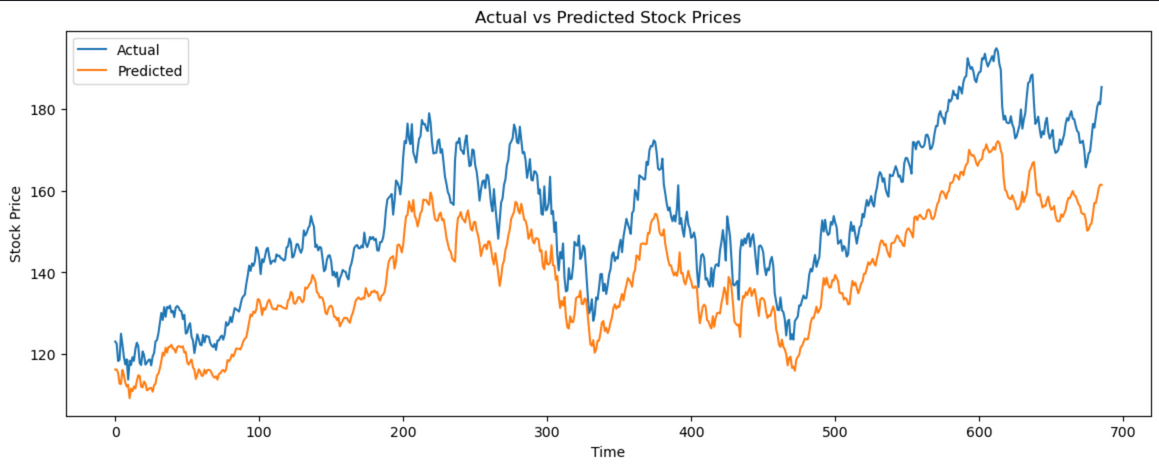 Actual vs Predicted Stock Prices
Actual
Predicted
Stock Price
180
160
140
120
0 100 200 300 400 500 600 700
Time